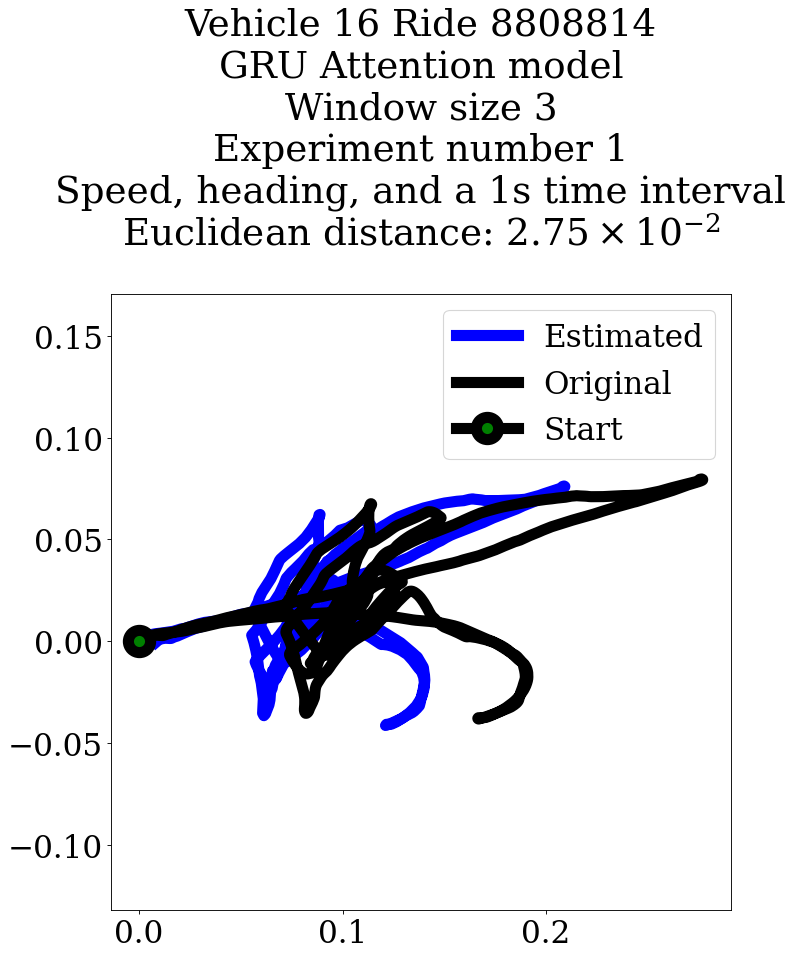 Vehicle 16 Ride 8808814
GRU Attention model
Window size 3
Experiment number 1
Speed, heading, and a 1s time interval
Euclidean distance: 2.75 × 10⁻²
Estimated
Original
Start
0.15
0.10
0.05
0.00
−0.05
−0.10
0.0 0.1 0.2